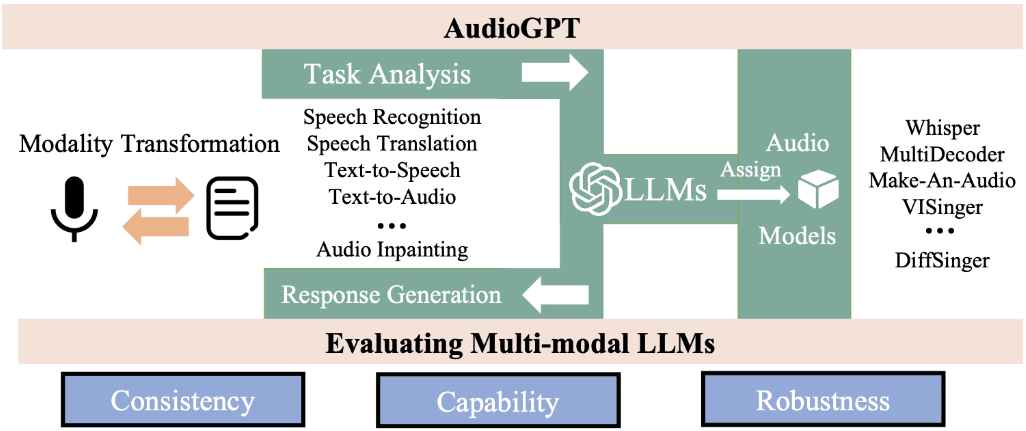 AudioGPT
Task Analysis
Modality Transformation
Speech Recognition
Speech Translation
Text-to-Speech
Text-to-Audio
...
Audio Inpainting
Response Generation
LLMs
Assign
Audio
Models
Whisper
MultiDecoder
Make-An-Audio
VISinger
...
DiffSinger
Evaluating Multi-modal LLMs
Consistency
Capability
Robustness